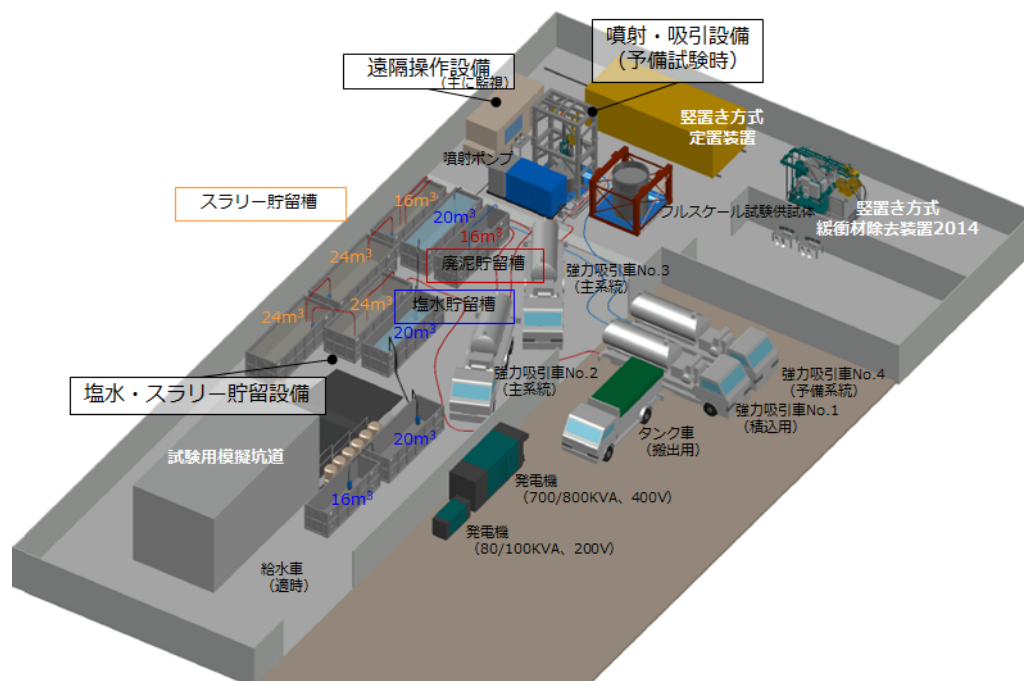 噴射・吸引設備
（予備試験時）
遠隔操作設備
（主に監視）
竪置き方式
定置装置
噴射ポンプ
スラリー貯留槽
16m³
20m³
16m³
フルスケール試験供試体
竪置き方式
緩衝材除去装置2014
廃泥貯留槽
24m³
強力吸引車No.3
（主系統）
塩水貯留槽
24m³
24m³
20m³
強力吸引車No.2
（主系統）
強力吸引車No.4
（予備系統）
塩水・スラリー貯留設備
強力吸引車No.1
（積込用）
タンク車
（搬出用）
20m³
試験用模擬坑道
16m³
発電機
（700/800KVA、400V）
発電機
（80/100KVA、200V）
給水車
（適時）